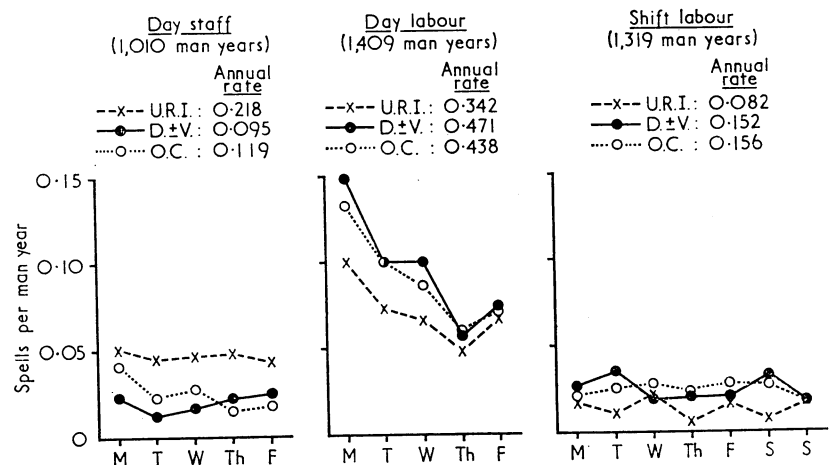 Day staff
(1,010 man years)
Annual
rate
--x-- U.R.I.: 0·218
D.±V.: 0·095
O.C. : 0·119
Day labour
(1,409 man years)
Annual
rate
--x-- U.R.I.: 0·342
D.±V. : 0·471
O.C. : 0·438
Shift labour
(1,319 man years)
Annual
rate
--x-- U.R.I.: 0·082
D.±V.: 0·152
O.C. : 0·156
Spells per man year
0·15
0·10
0·05
0
M T W Th F
M T W Th F
M T W Th F S S